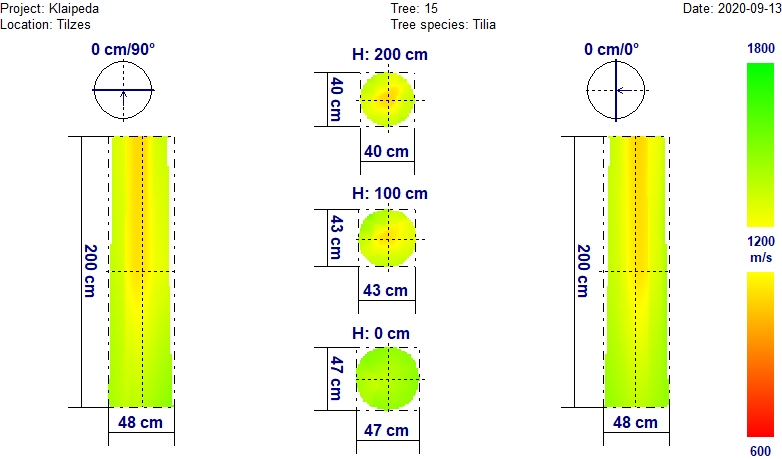 Project: Klaipeda
Tree: 15
Date: 2020-09-13
Location: Tilzes
Tree species: Tilia
0 cm/90°
H: 200 cm
0 cm/0°
1800
40 cm
40 cm
H: 100 cm
43 cm
43 cm
200 cm
200 cm
1200
m/s
H: 0 cm
47 cm
47 cm
48 cm
48 cm
600